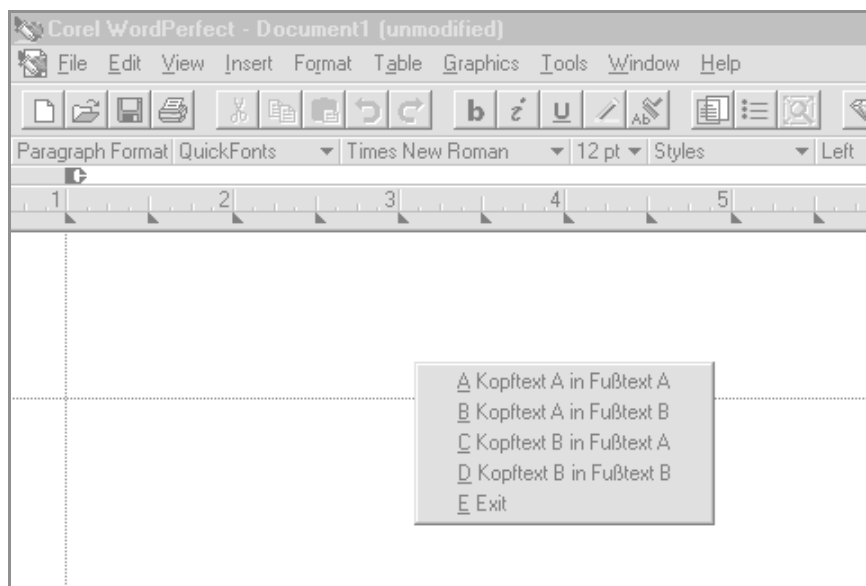 Corel WordPerfect - Document1 (unmodified)
File Edit View Insert Format Table Graphics Tools Window Help
b i u Ab
Paragraph Format QuickFonts Times New Roman 12 pt Styles Left
1 2 3 4 5
A Kopftext A in Fußtext A
B Kopftext A in Fußtext B
C Kopftext B in Fußtext A
D Kopftext B in Fußtext B
E Exit